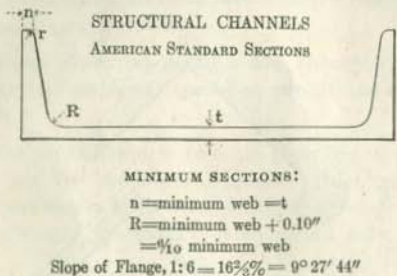 STRUCTURAL CHANNELS
AMERICAN STANDARD SECTIONS
n
r
R
t
MINIMUM SECTIONS:
n=minimum web=t
R=minimum web+0.10″
=6/10 minimum web
Slope of Flange, 1:6=16⅔%=9°27′44″